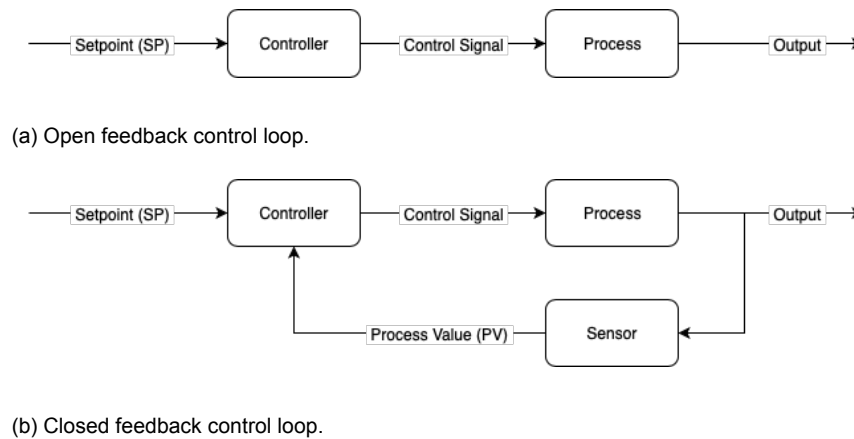 Setpoint (SP)
Controller
Control Signal
Process
Output
(a) Open feedback control loop.
Setpoint (SP)
Controller
Control Signal
Process
Output
Process Value (PV)
Sensor
(b) Closed feedback control loop.